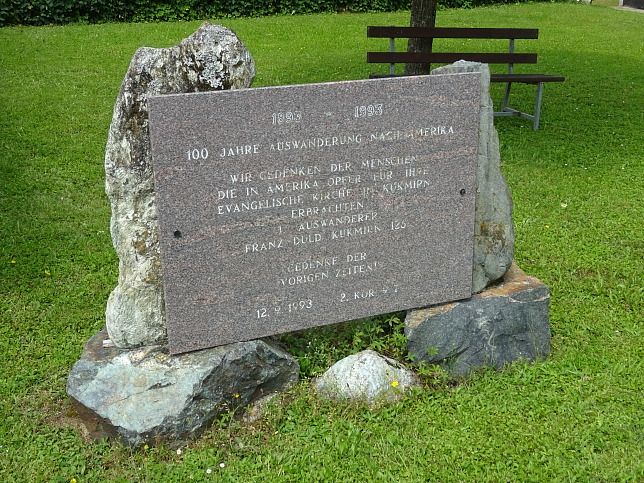 1893 - 1993
100 JAHRE AUSWANDERUNG NACH AMERIKA
WIR GEDENKEN DER MENSCHEN
DIE IN AMERIKA OPFER FÜR IHRE
EVANGELISCHE KIRCHE IN KUKMIRN
ERBRACHTEN
1 AUSWANDERER
FRANZ DULD KUKMIRN 125
GEDENKE DER
VORIGEN ZEITEN!
12.9.1993 2. KOR. 9.7